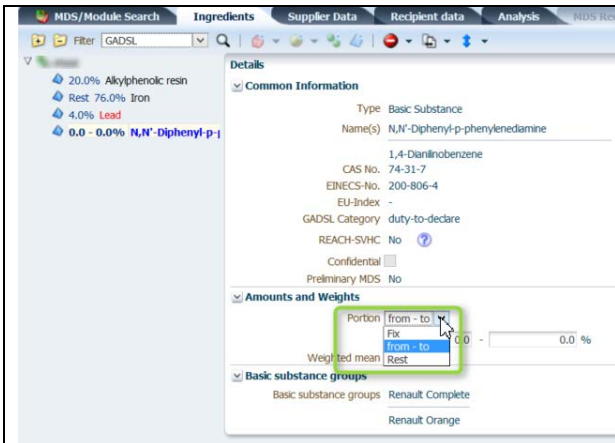 MDS/Module Search Ingredients Supplier Data Recipient data Analysis MDS Re
Filter GADSL
Details
20.0% Alkylphenolic resin
Rest 76.0% Iron
4.0% Lead
0.0 - 0.0% N,N'-Diphenyl-p-
Common Information
Type Basic Substance
Name(s) N,N'-Diphenyl-p-phenylenediamine
1,4-Dianilinobenzene
CAS No. 74-31-7
EINECS-No. 200-806-4
EU-Index -
GADSL Category duty-to-declare
REACH-SVHC No ?
Confidential
Preliminary MDS No
Amounts and Weights
Portion from - to
Fix
from - to 0.0 - 0.0 %
Weighted mean Rest
Basic substance groups
Basic substance groups Renault Complete
Renault Orange